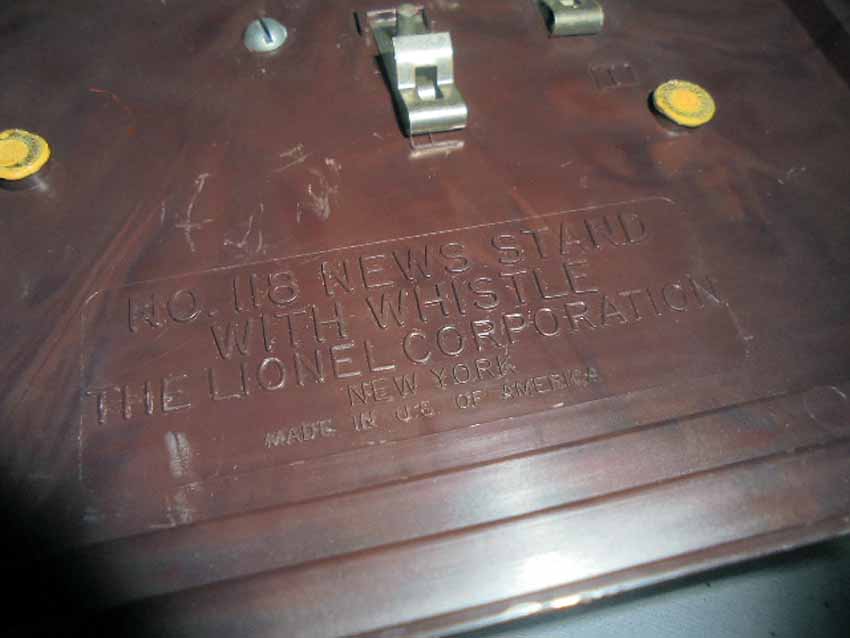 NO. 118 NEWS STAND
WITH WHISTLE
THE LIONEL CORPORATION
NEW YORK
MADE IN U.S. OF AMERICA